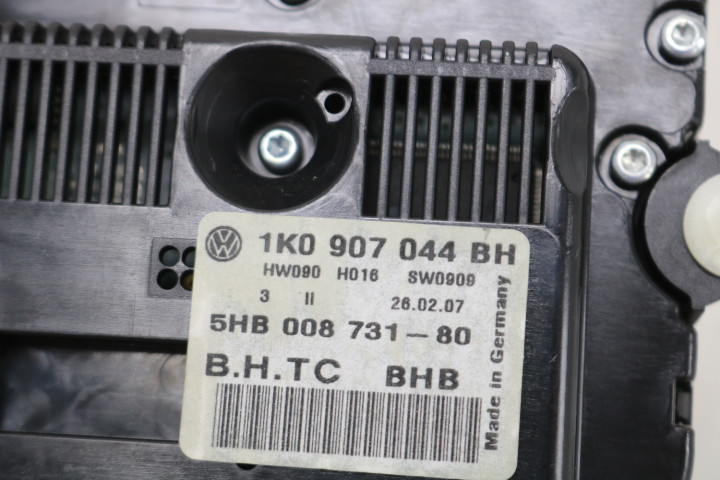 1K0 907 044 BH
HW090 H016 SW0909
3 II 26.02.07
5HB 008 731-80
B.H.TC BHB
Made in Germany